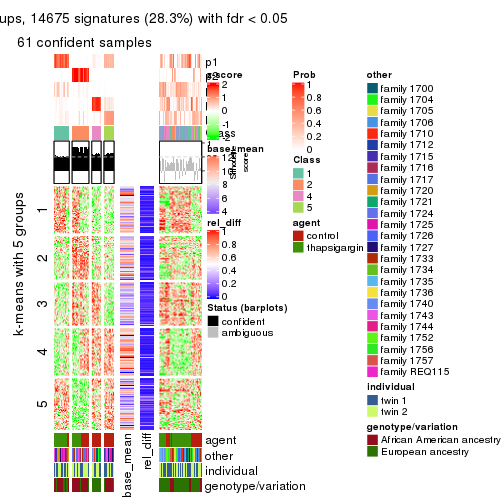 ups, 14675 signatures (28.3%) with fdr < 0.05
61 confident samples
p1
Class
base_mean
score
k-means with 5 groups
1
2
3
4
5
agent
other
individual
genotype/variation
base_mean
rel_diff
2
1
0
-1
-2
12
10
8
6
4
rel_diff
1
0.8
0.6
0.4
0.2
0
Status (barplots)
confident
ambiguous
Prob
1
0.8
0.6
0.4
0.2
0
Class
1
2
4
5
agent
control
thapsigargin
other
family 1700
family 1704
family 1705
family 1706
family 1710
family 1712
family 1715
family 1716
family 1717
family 1720
family 1721
family 1724
family 1725
family 1726
family 1727
family 1733
family 1734
family 1735
family 1736
family 1740
family 1743
family 1744
family 1752
family 1756
family 1757
family REQ115
individual
twin 1
twin 2
genotype/variation
African American ancestry
European ancestry